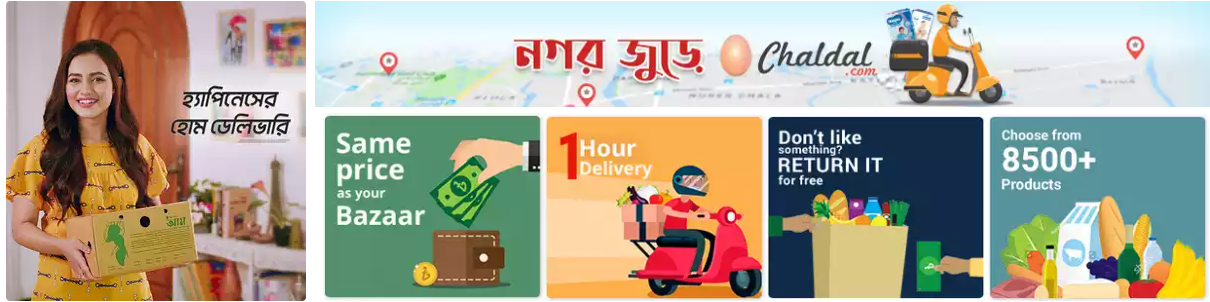 হ্যাপিনেসের
হোম ডেলিভারি
নগর জুড়ে Chaldal
.com
Same
price
as your
Bazaar
1 Hour
Delivery
Don't like
something?
RETURN IT
for free
Choose from
8500+
Products